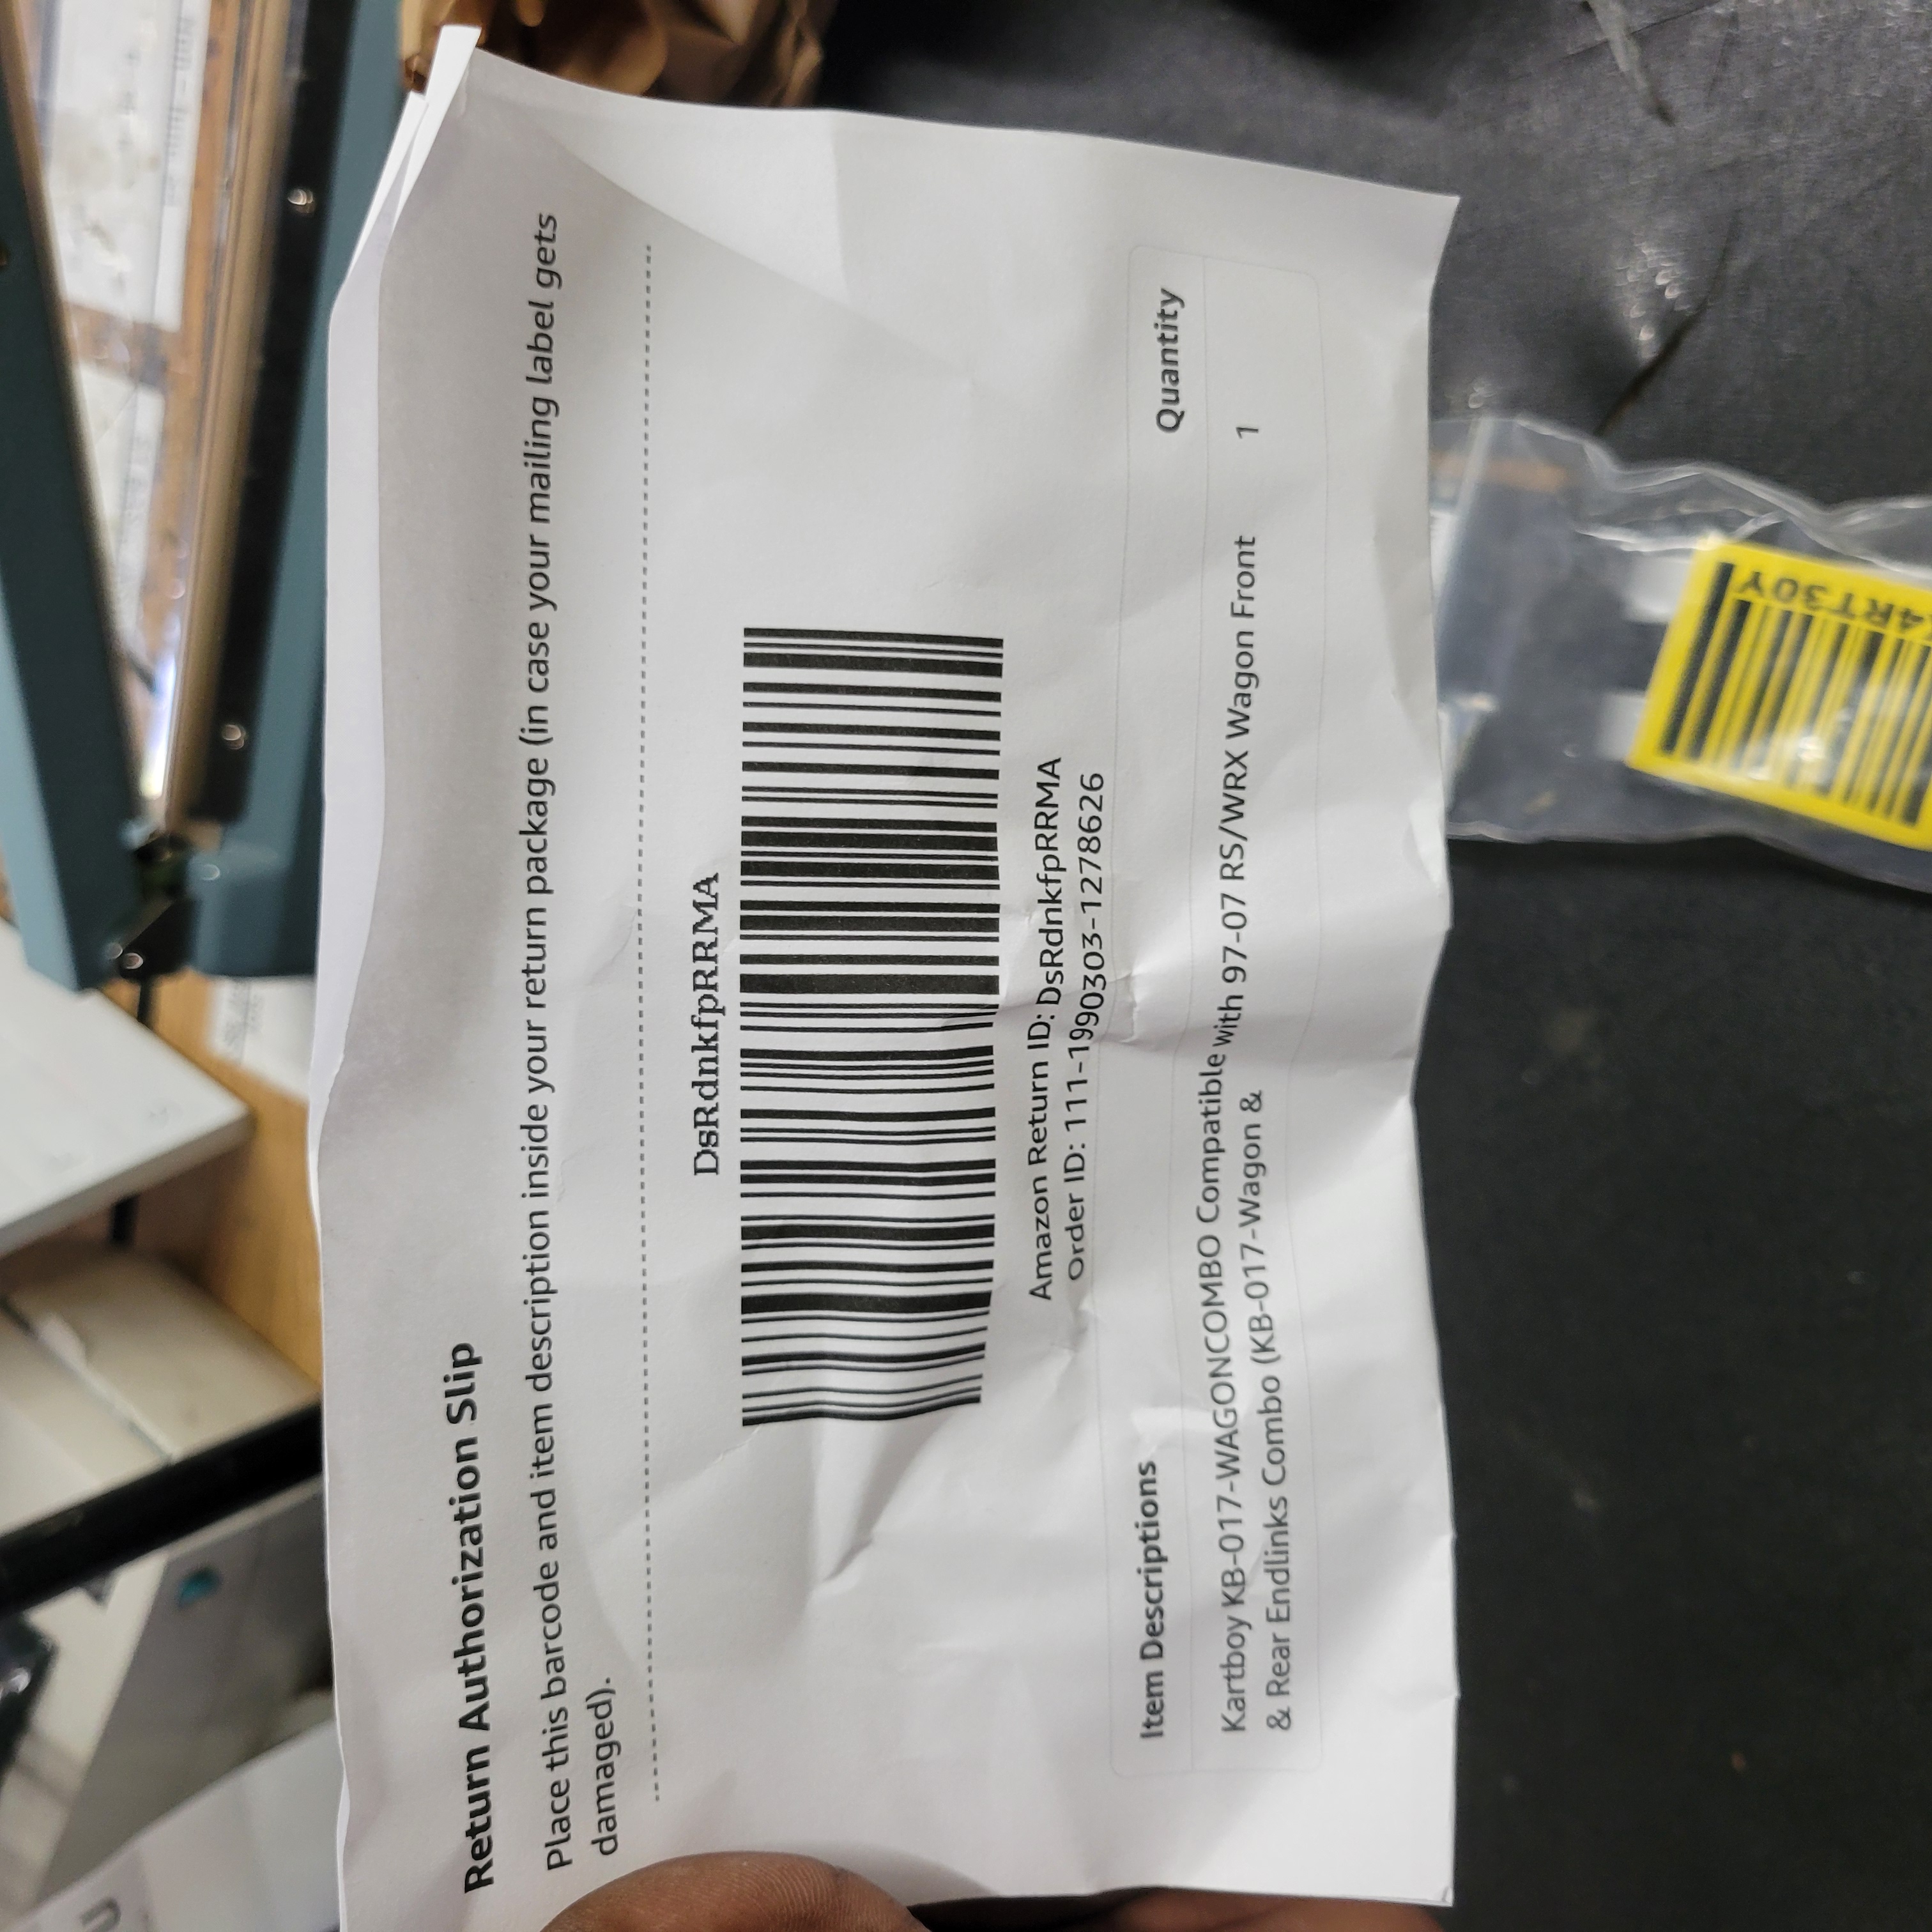 Return Authorization Slip
Place this barcode and item description inside your return package (in case your mailing label gets
damaged).
DsRdnkfpRRMA
Amazon Return ID: DsRdnkfpRRMA
Order ID: 111-1990303-1278626
Item Descriptions Quantity
Kartboy KB-017-WAGONCOMBO Compatible with 97-07 RS/WRX Wagon Front 1
& Rear Endlinks Combo (KB-017-Wagon &
4RT30Y